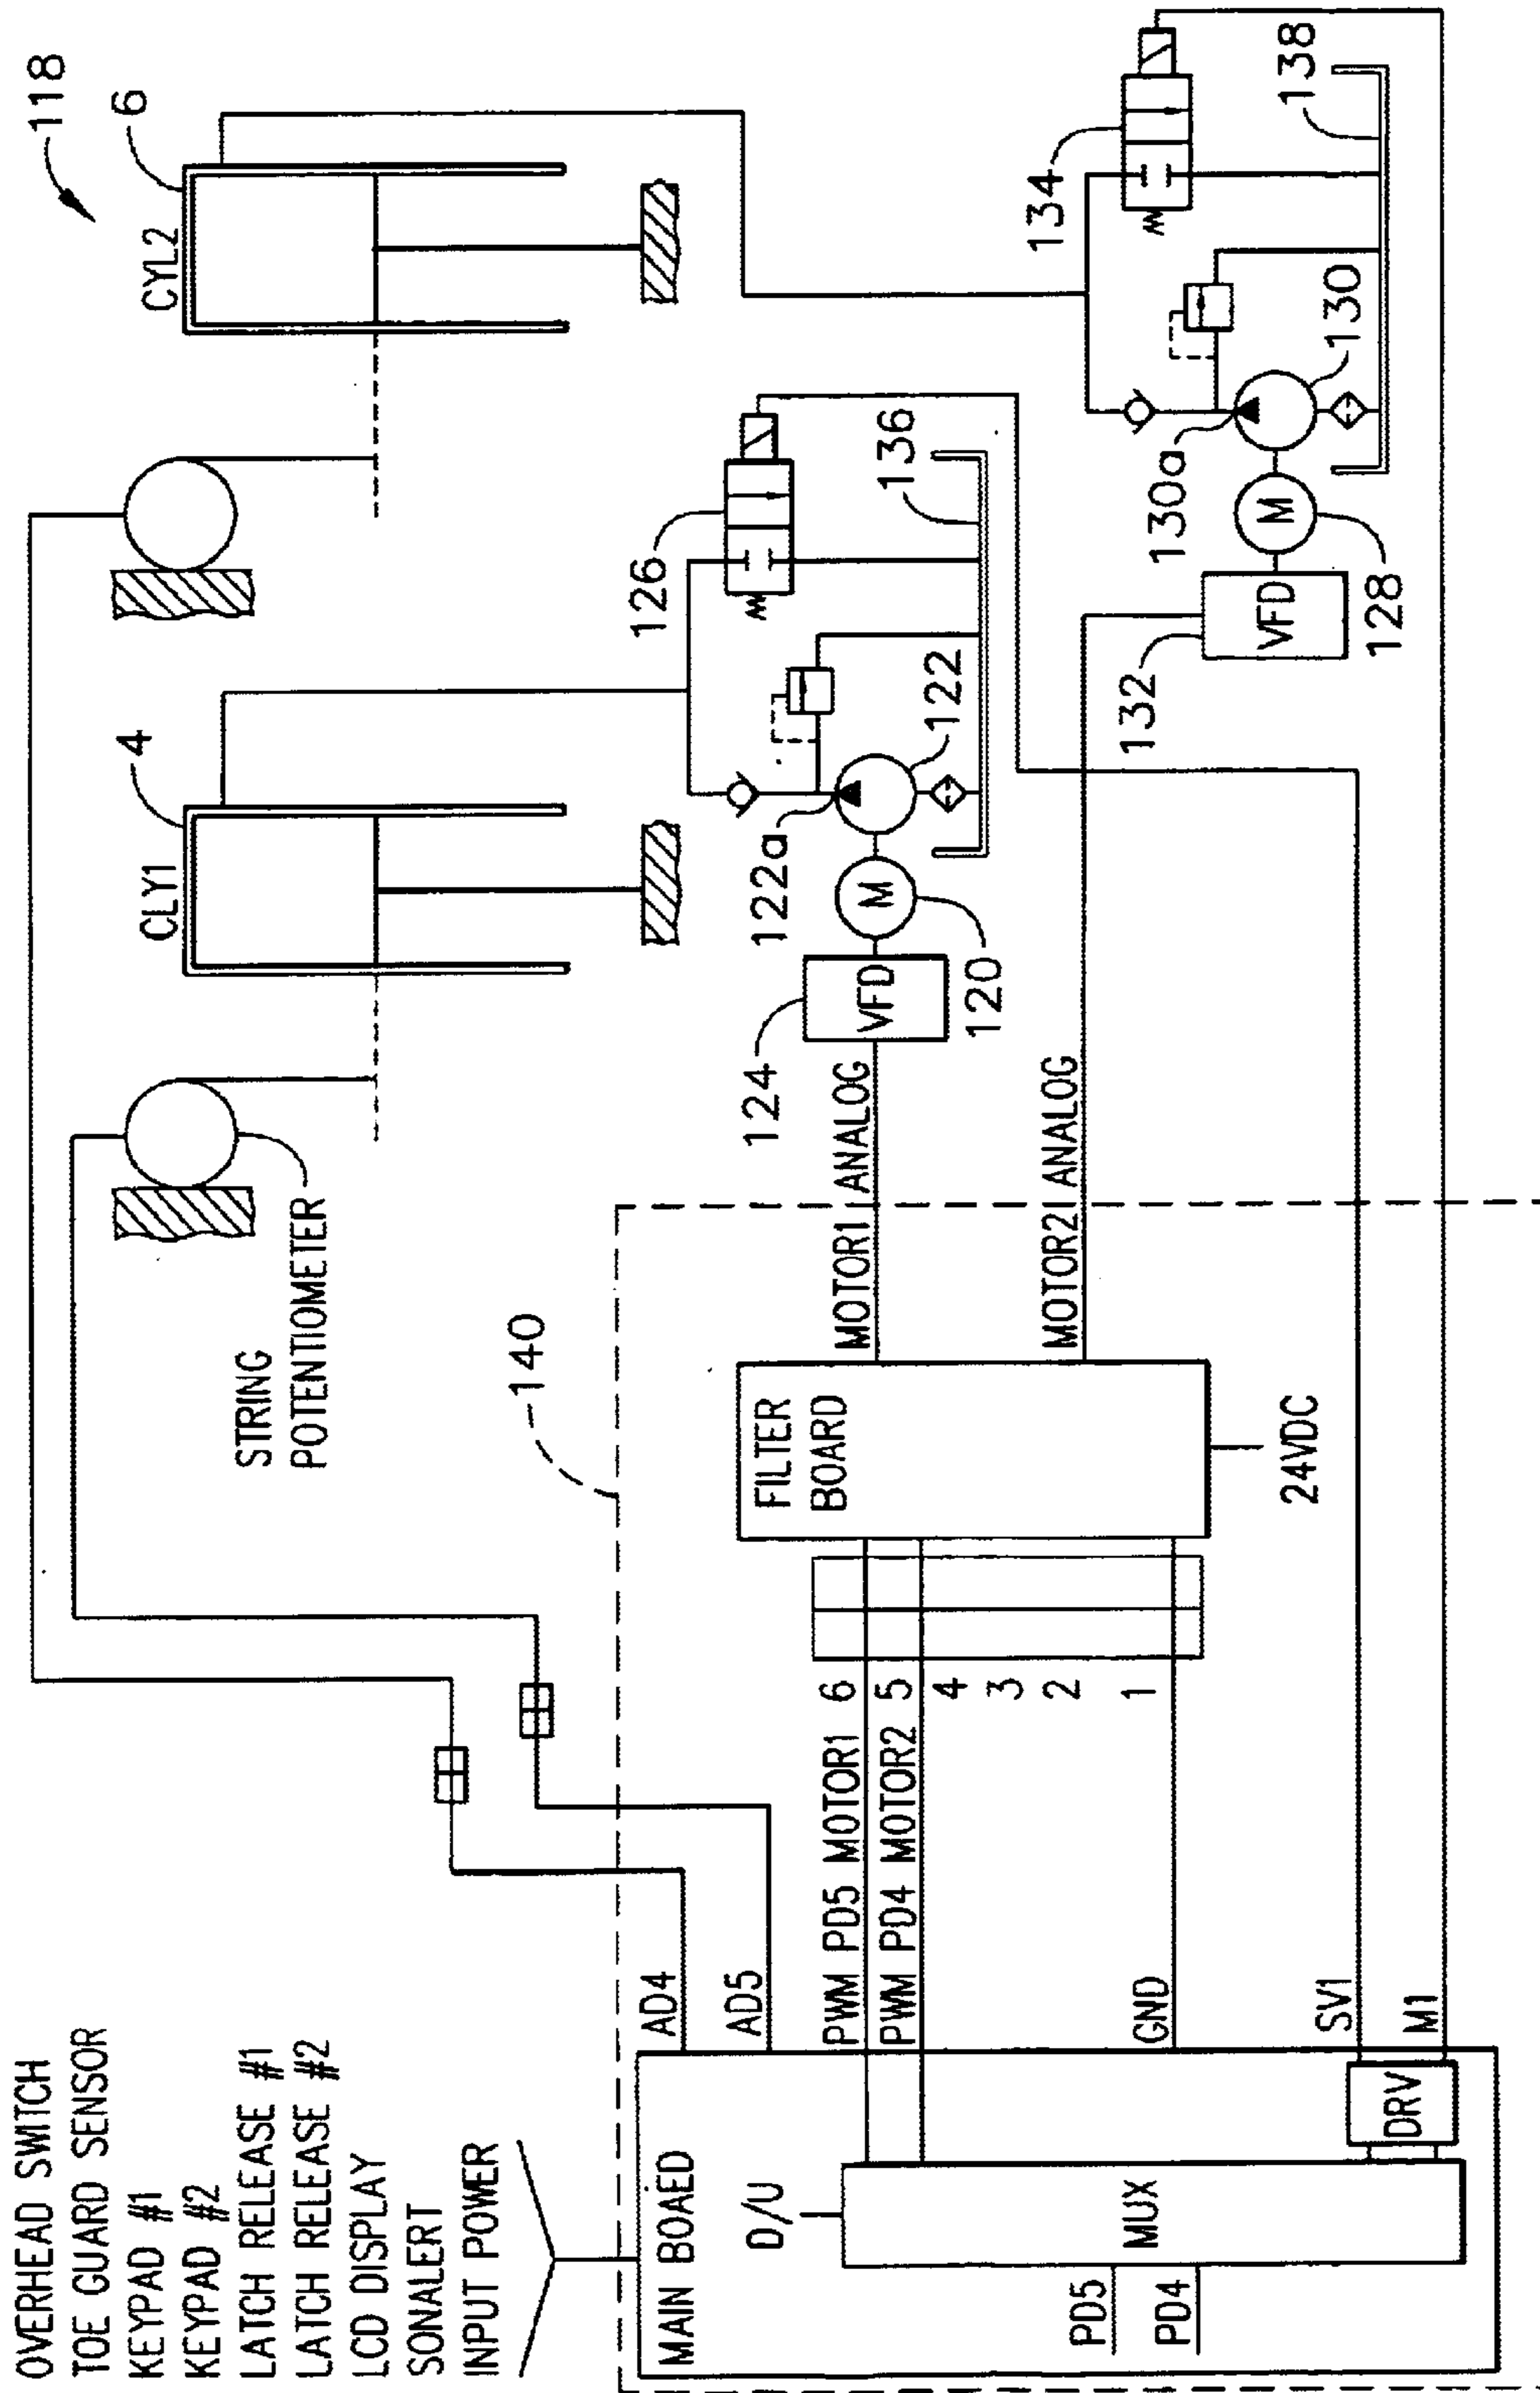 OVERHEAD SWITCH
TOE GUARD SENSOR
KEYPAD #1
KEYPAD #2
LATCH RELEASE #1
LATCH RELEASE #2
LCD DISPLAY
SONALERT
INPUT POWER
118
CYL2
6
CLY1
4
STRING
POTENTIOMETER
140
MAIN BOAED
D/U
MUX
PD5
PD4
DRV
AD4
AD5
PWM PD5 MOTOR1 6
PWM PD4 MOTOR2 5
4
3
2
GND 1
SV1
M1
FILTER
BOARD
24VDC
MOTOR1 ANALOG
MOTOR2 ANALOG
124
VFD
M
120
122a
122
126
136
132
VFD
M
128
130a
130
134
138